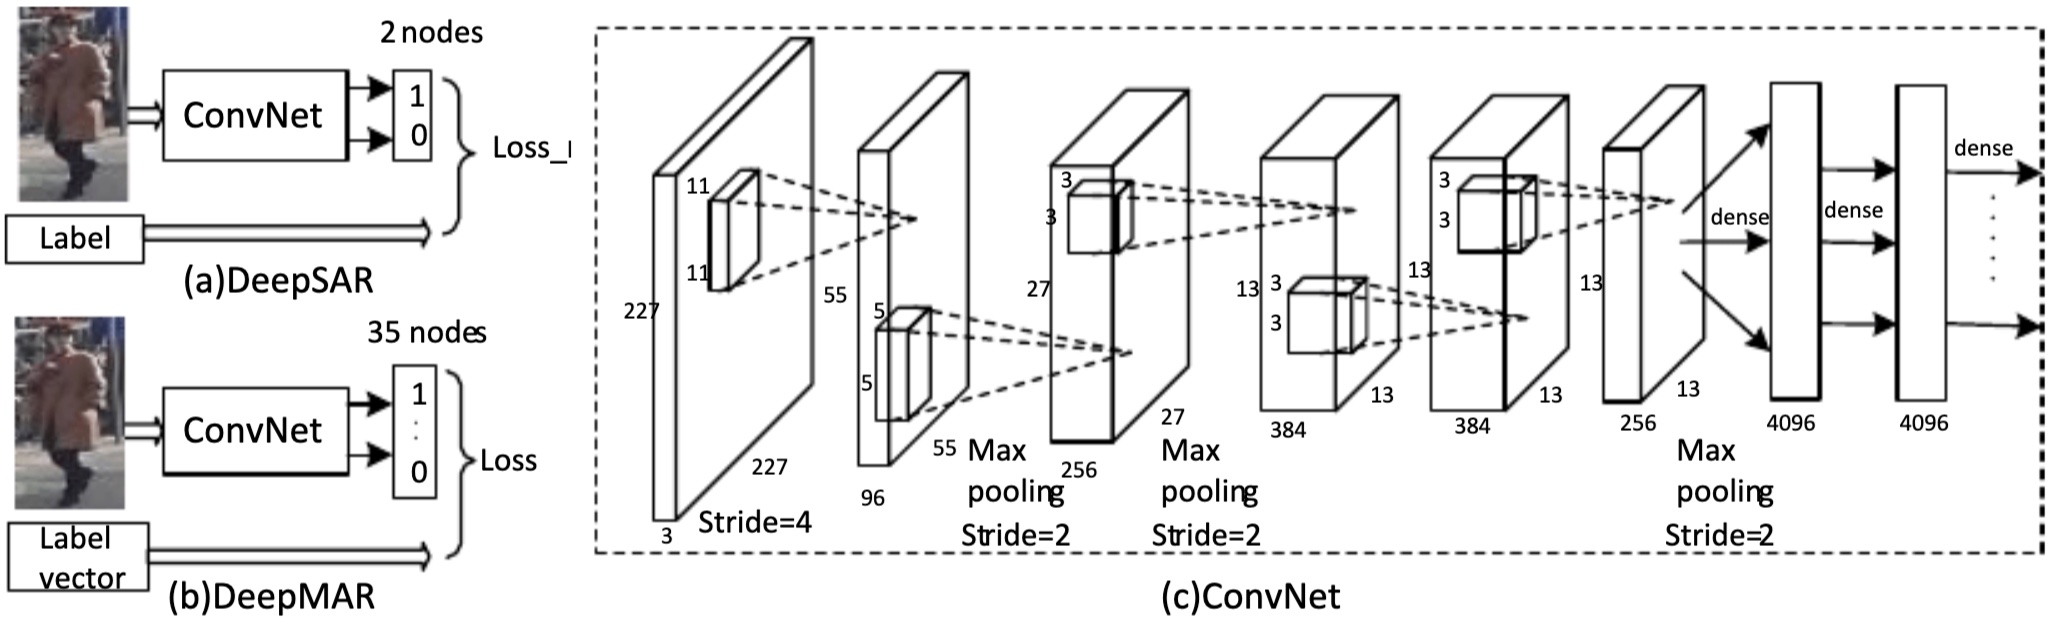 2 nodes
ConvNet
1
0
Loss_
Label
(a)DeepSAR
35 nodes
ConvNet
1
0
Loss
Label
vector
(b)DeepMAR
11
11
227
227
3
Stride=4
55
5
5
55
96
Max
pooling
Stride=2
3
3
27
27
256
Max
pooling
Stride=2
13
3
3
13
384
3
3
13
13
384
13
13
256
Max
pooling
Stride=2
dense
4096
dense
4096
dense
(c)ConvNet